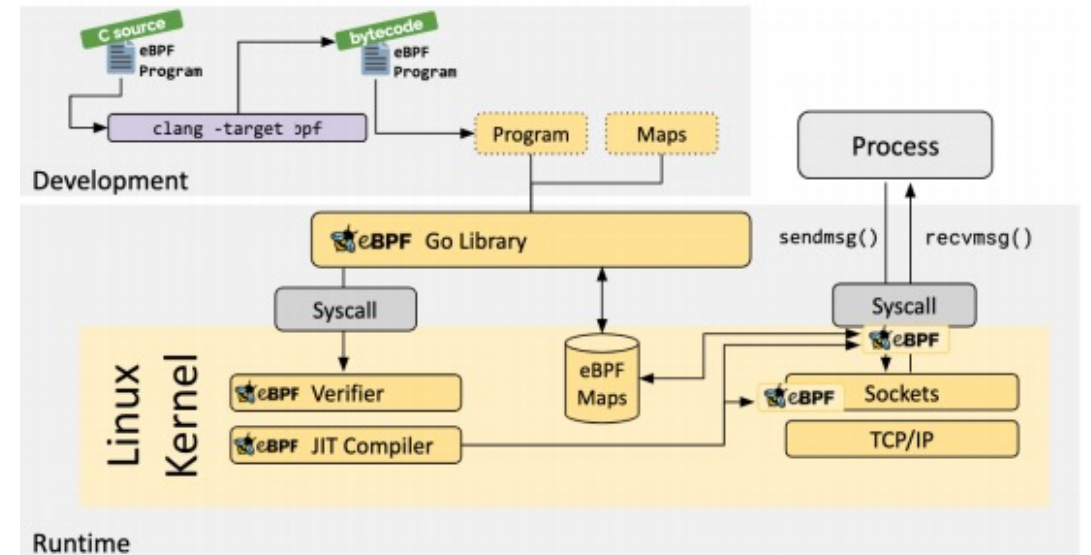 C source
eBPF
Program
bytecode
eBPF
Program
clang -target bpf
Program
Maps
Process
Development
eBPF Go Library
sendmsg()
recvmsg()
Syscall
Syscall
eBPF
Linux
Kernel
eBPF
Maps
eBPF Verifier
eBPF
Sockets
eBPF JIT Compiler
TCP/IP
Runtime